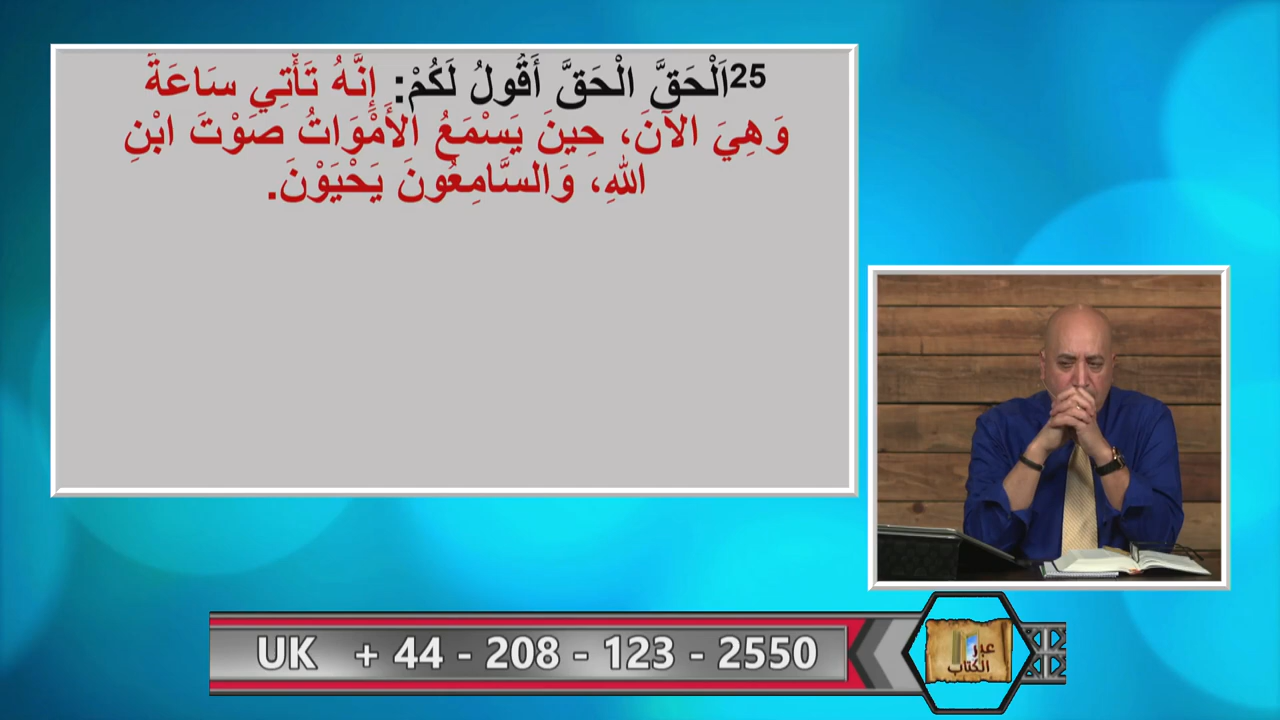 25اَلْحَقَّ الْحَقَّ أَقُولُ لَكُمْ: إِنَّهُ تَأْتِي سَاعَةٌ
وَهِيَ الآنَ، حِينَ يَسْمَعُ الأَمْوَاتُ صَوْتَ ابْنِ
اللهِ، وَالسَّامِعُونَ يَحْيَوْنَ.
UK + 44 - 208 - 123 - 2550
عبر
الكتاب